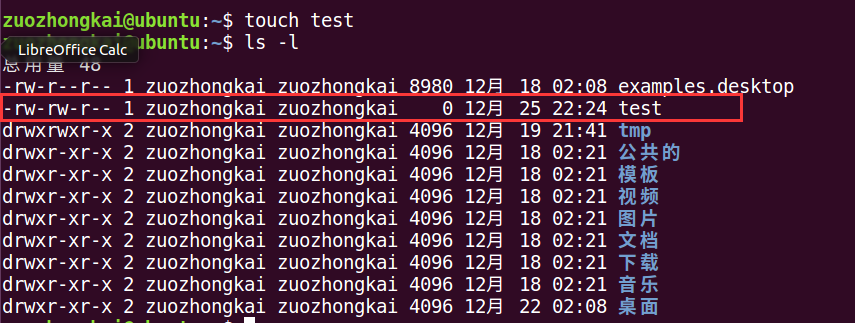 zuozhongkai@ubuntu:~$ touch test
zuozhongkai@ubuntu:~$ ls -l
LibreOffice Calc
总用量 48
-rw-r--r-- 1 zuozhongkai zuozhongkai 8980 12月 18 02:08 examples.desktop
-rw-rw-r-- 1 zuozhongkai zuozhongkai    0 12月 25 22:24 test
drwxrwxr-x 2 zuozhongkai zuozhongkai 4096 12月 19 21:41 tmp
drwxr-xr-x 2 zuozhongkai zuozhongkai 4096 12月 18 02:21 公共的
drwxr-xr-x 2 zuozhongkai zuozhongkai 4096 12月 18 02:21 模板
drwxr-xr-x 2 zuozhongkai zuozhongkai 4096 12月 18 02:21 视频
drwxr-xr-x 2 zuozhongkai zuozhongkai 4096 12月 18 02:21 图片
drwxr-xr-x 2 zuozhongkai zuozhongkai 4096 12月 18 02:21 文档
drwxr-xr-x 2 zuozhongkai zuozhongkai 4096 12月 18 02:21 下载
drwxr-xr-x 2 zuozhongkai zuozhongkai 4096 12月 18 02:21 音乐
drwxr-xr-x 2 zuozhongkai zuozhongkai 4096 12月 22 02:08 桌面
zuozhongkai@ubuntu:~$